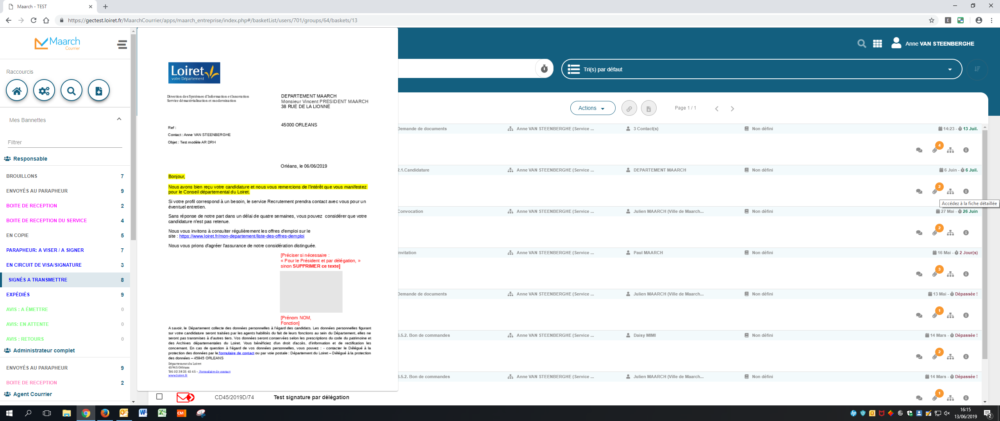 Maarch - TEST
https://gectest.loiret.fr/MaarchCourrier/apps/maarch_entreprise/index.php#/basketList/users/701/groups/64/baskets/13
E
Maarch
Courrier
Anne VAN STEENBERGHE
Raccourcis
Tri(s) par défaut
Mes Bannettes
Filtrer
Responsable
BROUILLONS 7
ENVOYÉS AU PARAPHEUR 9
BOITE DE RECEPTION 2
BOITE DE RECEPTION DU SERVICE 4
EN COPIE 5
PARAPHEUR: A VISER / A SIGNER 7
EN CIRCUIT DE VISA/SIGNATURE 3
SIGNÉS A TRANSMETTRE 8
EXPÉDIÉS 9
AVIS : A ÉMETTRE 0
AVIS: EN ATTENTE 0
AVIS : RETOURS 0
Administrateur complet
ENVOYÉS AU PARAPHEUR 9
BOITE DE RECEPTION 2
Agent Courrier
Loiret
votre Département
Direction des Systèmes d'Information et Innovation
Service dématérialisation et modernisation
DEPARTEMENT MAARCH
Monsieur Vincent PRESIDENT MAARCH
38 RUE DE LA LIONNE
45000 ORLEANS
Ref :
Contact : Anne VAN STEENBERGHE
Objet : Test modèle AR DRH
Orléans, le 06/06/2019
Bonjour,
Nous avons bien reçu votre candidature et nous vous remercions de l'intérêt que vous manifestez
pour le Conseil départemental du Loiret.
Si votre profil correspond à un besoin, le service Recrutement prendra contact avec vous pour un
éventuel entretien.
Sans réponse de notre part dans un délai de quatre semaines, vous pouvez considérer que votre
candidature n'est pas retenue.
Nous vous invitons à consulter régulièrement les offres d'emploi sur le
site : https://www.loiret.fr/mon-departement/liste-des-offres-demploi
Nous vous prions d'agréer l'assurance de notre considération distinguée.
[Préciser si nécessaire :
« Pour le Président et par délégation, »
sinon SUPPRIMER ce texte]
[Prénom NOM,
Fonction]
A savoir, le Département collecte des données personnelles à l'égard des candidats. Les données personnelles figurant
sur votre candidature seront traitées par les agents habilités du fait de leurs fonctions au sein du Département, elles ne
seront pas transmises à d'autres tiers. Vos données seront conservées selon les prescriptions du code du patrimoine et
des Archives départementales du Loiret. Vous bénéficiez d'un droit d'accès, d'information et de rectification les
concernant. En cas de question à l'égard de vos données personnelles, vous pouvez : - contacter le Délégué à la
protection des données par le formulaire de contact ou par voie postale : Département du Loiret – Délégué à la protection
des données – 45945 ORLEANS
Département du Loiret
45945 Orléans
Tél. 02 38 25 45 45 – Formulaire de contact
www.loiret.fr
Actions
Page 1 / 1
Demande de documents Anne VAN STEENBERGHE (Service ... 3 Contact(s) Non défini 14:23 - 13 Juil.
4
2.1.Candidature Anne VAN STEENBERGHE (Service ... DEPARTEMENT MAARCH Non défini 6 Juin - 6 Juil.
2
Accédez à la fiche détaillée
Convocation Anne VAN STEENBERGHE (Service ... Julien MAARCH (Ville de Maarch... Non défini 27 Mai - 26 Juin
2
nvitation Anne VAN STEENBERGHE (Service ... Paul MAARCH Non défini 16 Mai - 2 Jour(s)
3
Demande de documents Anne VAN STEENBERGHE (Service ... Julien MAARCH (Ville de Maarch... Non défini 13 Mai - Dépassée !
1
6.5.2. Bon de commandes Anne VAN STEENBERGHE (Service ... Daisy MIMI Non défini 14 Mars - Dépassée !
2
6.5.2. Bon de commandes Anne VAN STEENBERGHE (Service ... Julien MAARCH (Ville de Maarch... Non défini 14 Mars - Dépassée !
1
CD45/2019D/74 Test signature par délégation
CM
16:15
13/06/2019
2